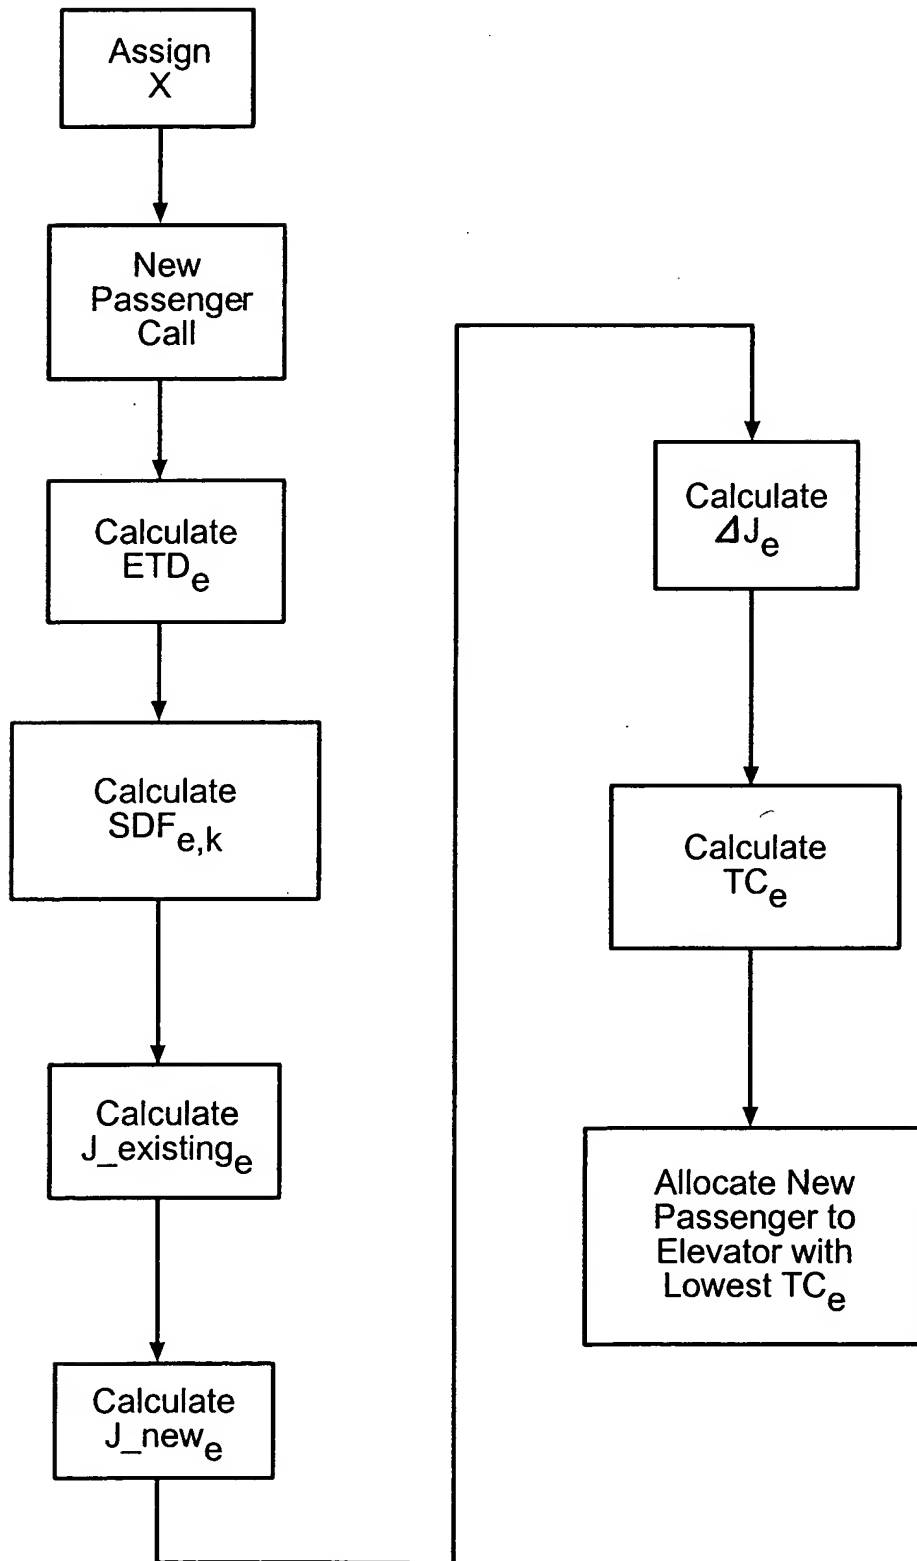 Assign
X
New
Passenger
Call
Calculate
ETDₑ
Calculate
SDFₑ,ₖ
Calculate
J_existingₑ
Calculate
J_newₑ
Calculate
ΔJₑ
Calculate
TCₑ
Allocate New
Passenger to
Elevator with
Lowest TCₑ